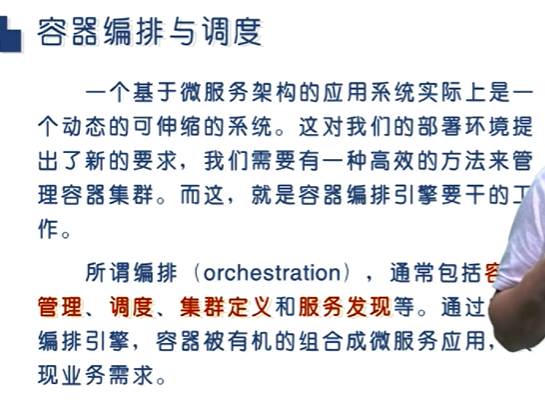 容器编排与调度
一个基于微服务架构的应用系统实际上是一
个动态的可伸缩的系统。这对我们的部署环境提
出了新的要求，我们需要有一种高效的方法来管
理容器集群。而这，就是容器编排引擎要干的工
作。
所谓编排（orchestration），通常包括容
管理、调度、集群定义和服务发现等。通过
编排引擎，容器被有机的组合成微服务应用，
现业务需求。